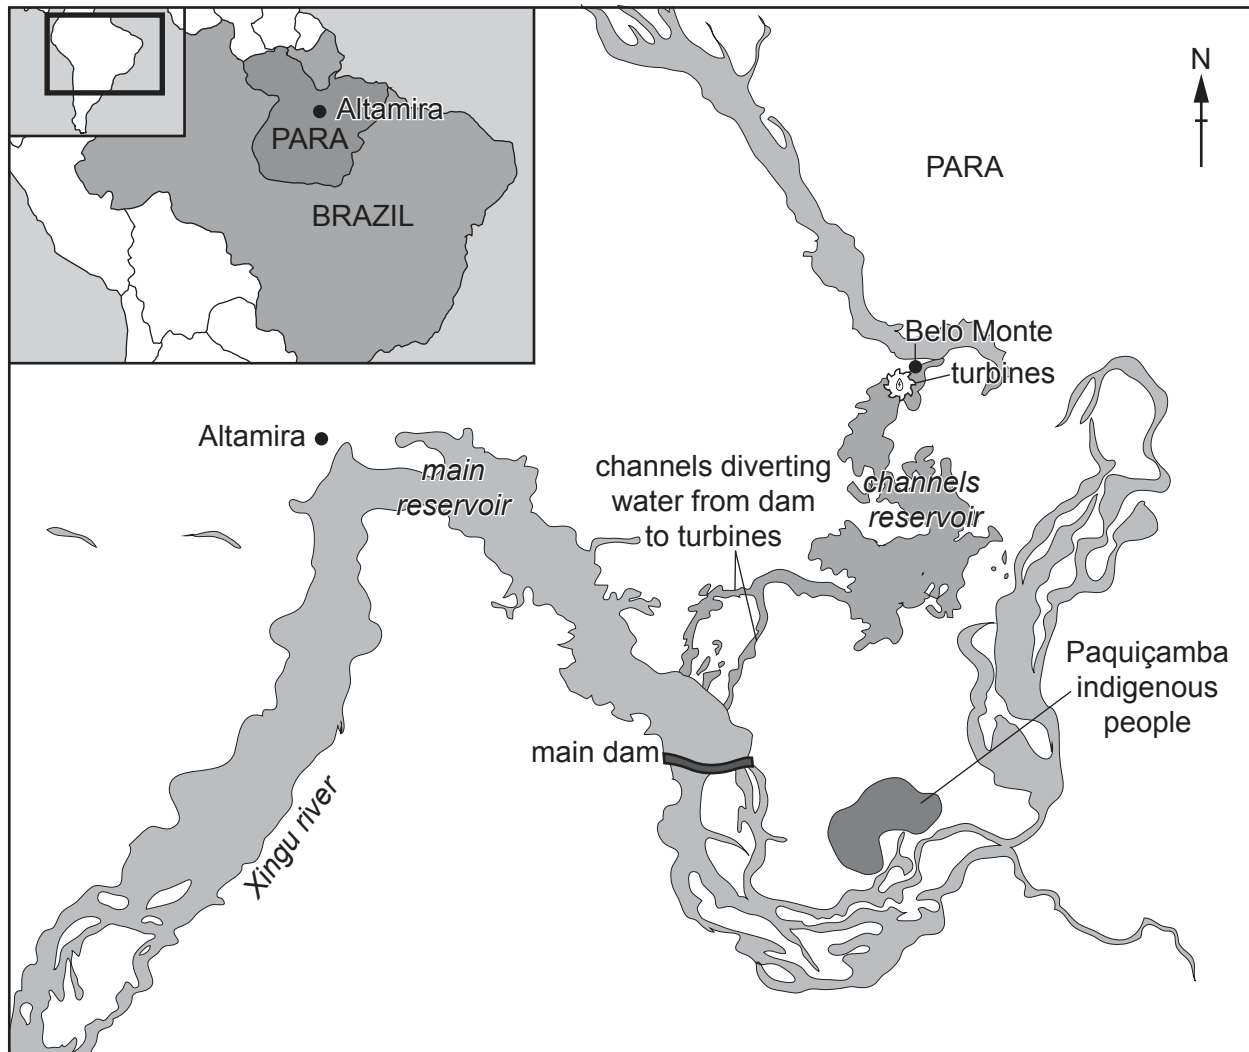 Altamira
PARA
BRAZIL
N
PARA
Belo Monte
turbines
Altamira
main
reservoir
channels diverting
water from dam
to turbines
channels
reservoir
Paquiçamba
indigenous
people
main dam
Xingu river